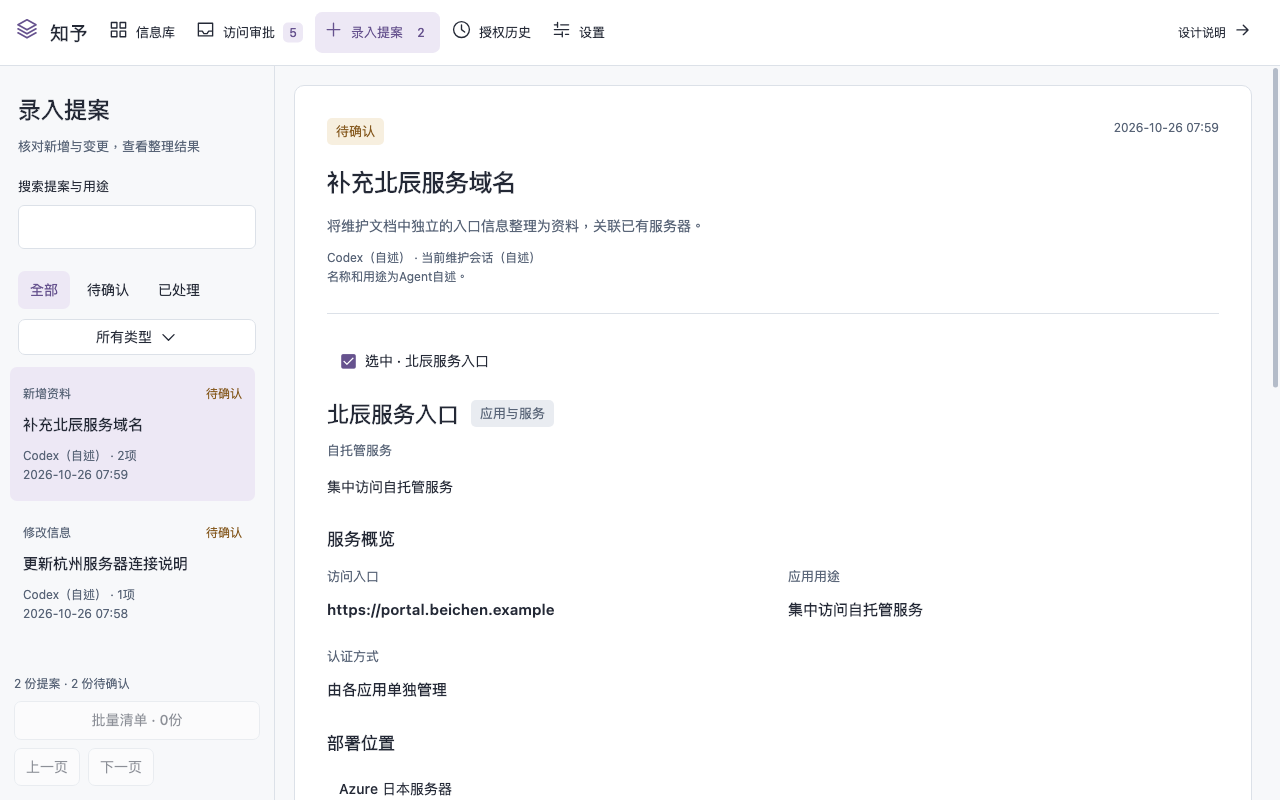 知予
信息库
访问审批 5
录入提案 2
授权历史
设置
设计说明
录入提案
核对新增与变更，查看整理结果
搜索提案与用途
全部
待确认
已处理
所有类型
新增资料 待确认
补充北辰服务域名
Codex（自述） · 2项
2026-10-26 07:59
修改信息 待确认
更新杭州服务器连接说明
Codex（自述） · 1项
2026-10-26 07:58
2 份提案 · 2 份待确认
批量清单 · 0份
上一页 下一页
待确认 2026-10-26 07:59
补充北辰服务域名
将维护文档中独立的入口信息整理为资料，关联已有服务器。
Codex（自述） · 当前维护会话（自述）
名称和用途为Agent自述。
选中 · 北辰服务入口
北辰服务入口 应用与服务
自托管服务
集中访问自托管服务
服务概览
访问入口 应用用途
https://portal.beichen.example 集中访问自托管服务
认证方式
由各应用单独管理
部署位置
Azure 日本服务器